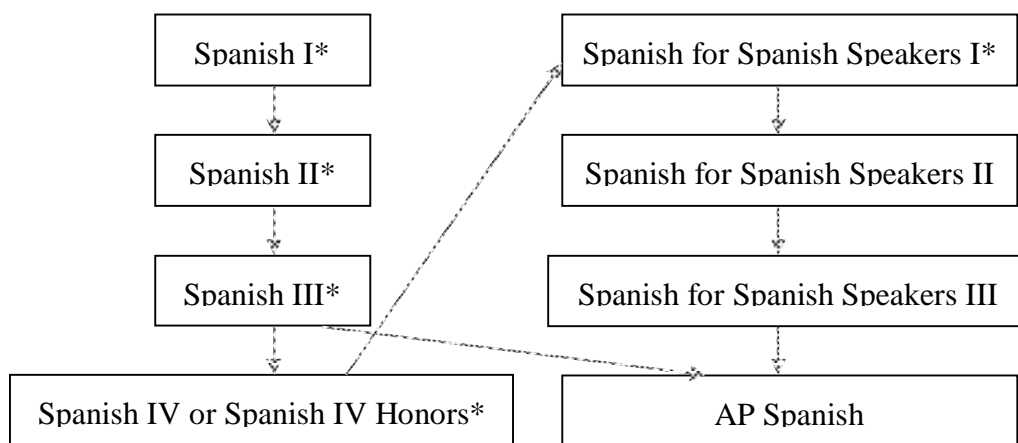 Spanish I*
Spanish for Spanish Speakers I*
Spanish II*
Spanish for Spanish Speakers II
Spanish III*
Spanish for Spanish Speakers III
Spanish IV or Spanish IV Honors*
AP Spanish